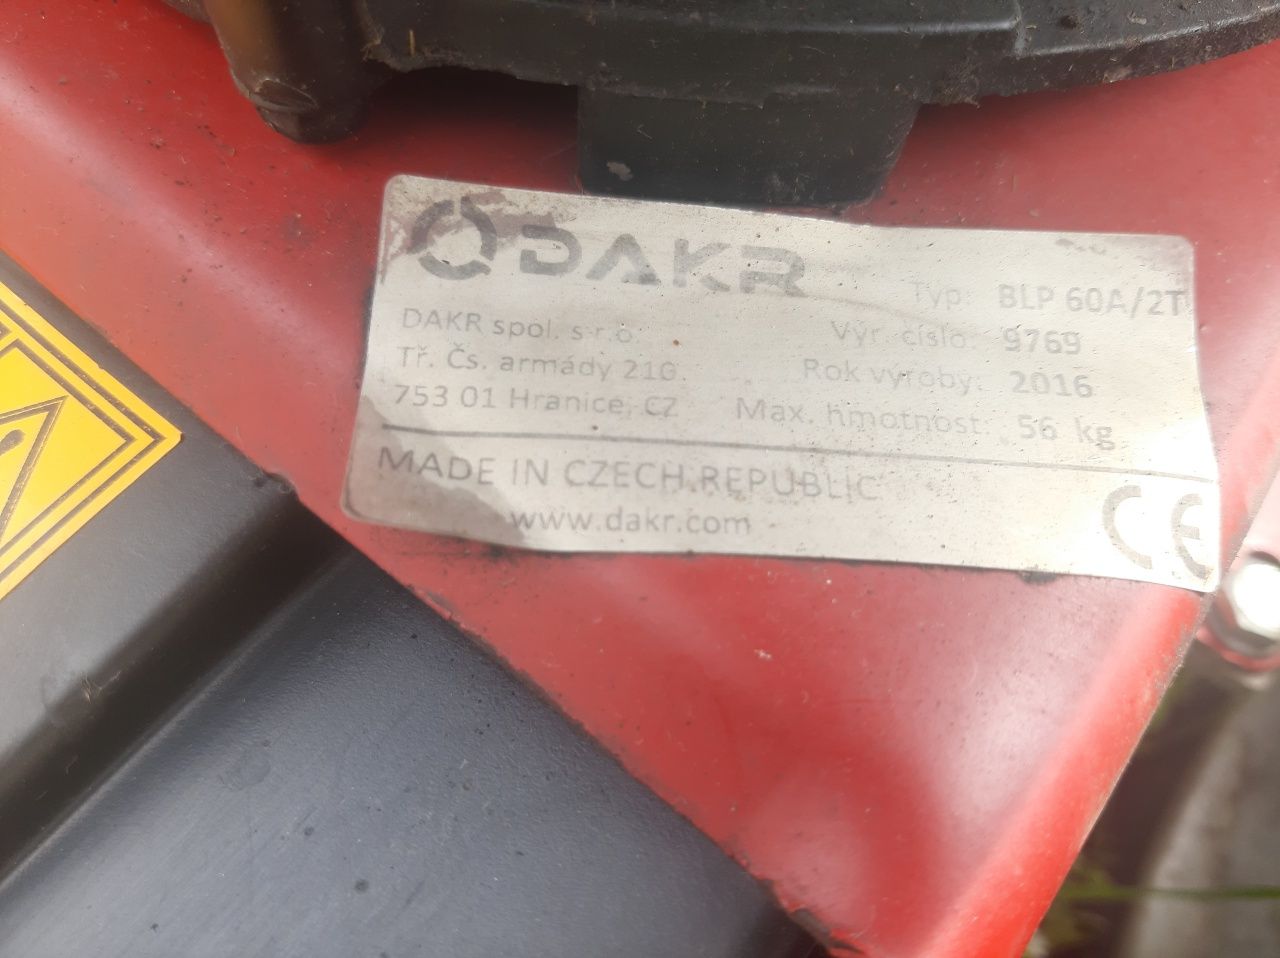 DAKR
DAKR spol. s r.o.
Tř. Čs. armády 210
753 01 Hranice, CZ
Typ: BLP 60A/2T
Výr. číslo: 9769
Rok výroby: 2016
Max. hmotnost: 56 kg
MADE IN CZECH REPUBLIC
www.dakr.com
CE